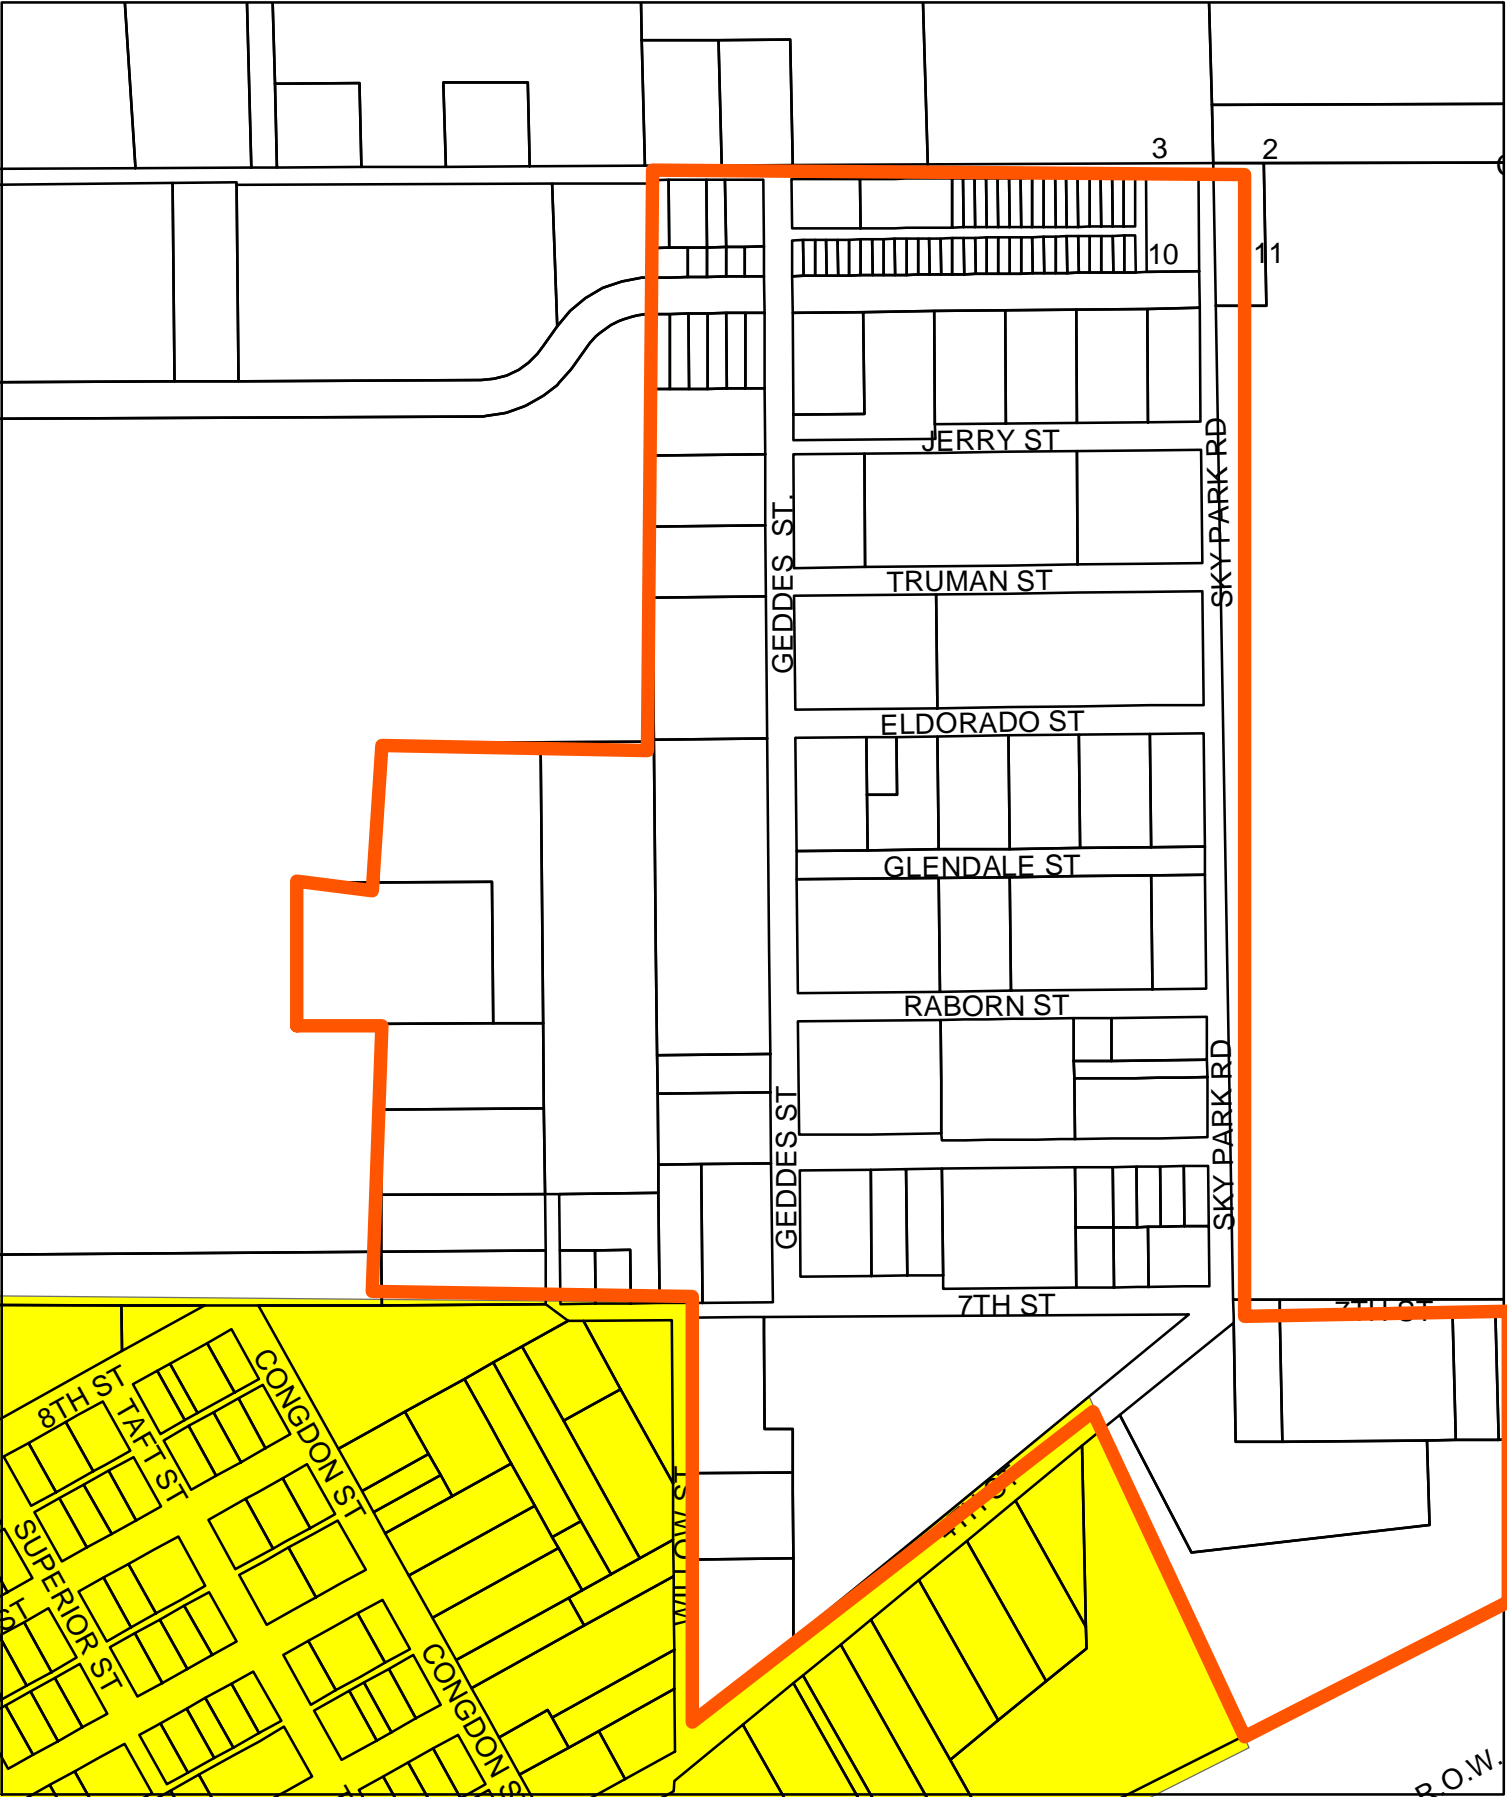 3
2
10
11
JERRY ST
SKY PARK RD
GEDDES ST.
TRUMAN ST
ELDORADO ST
GLENDALE ST
RABORN ST
SKY PARK RD
GEDDES ST
7TH ST
7TH ST
8TH ST
TAFT ST
CONGDON ST
SUPERIOR ST
CONGDON S
R.O.W.